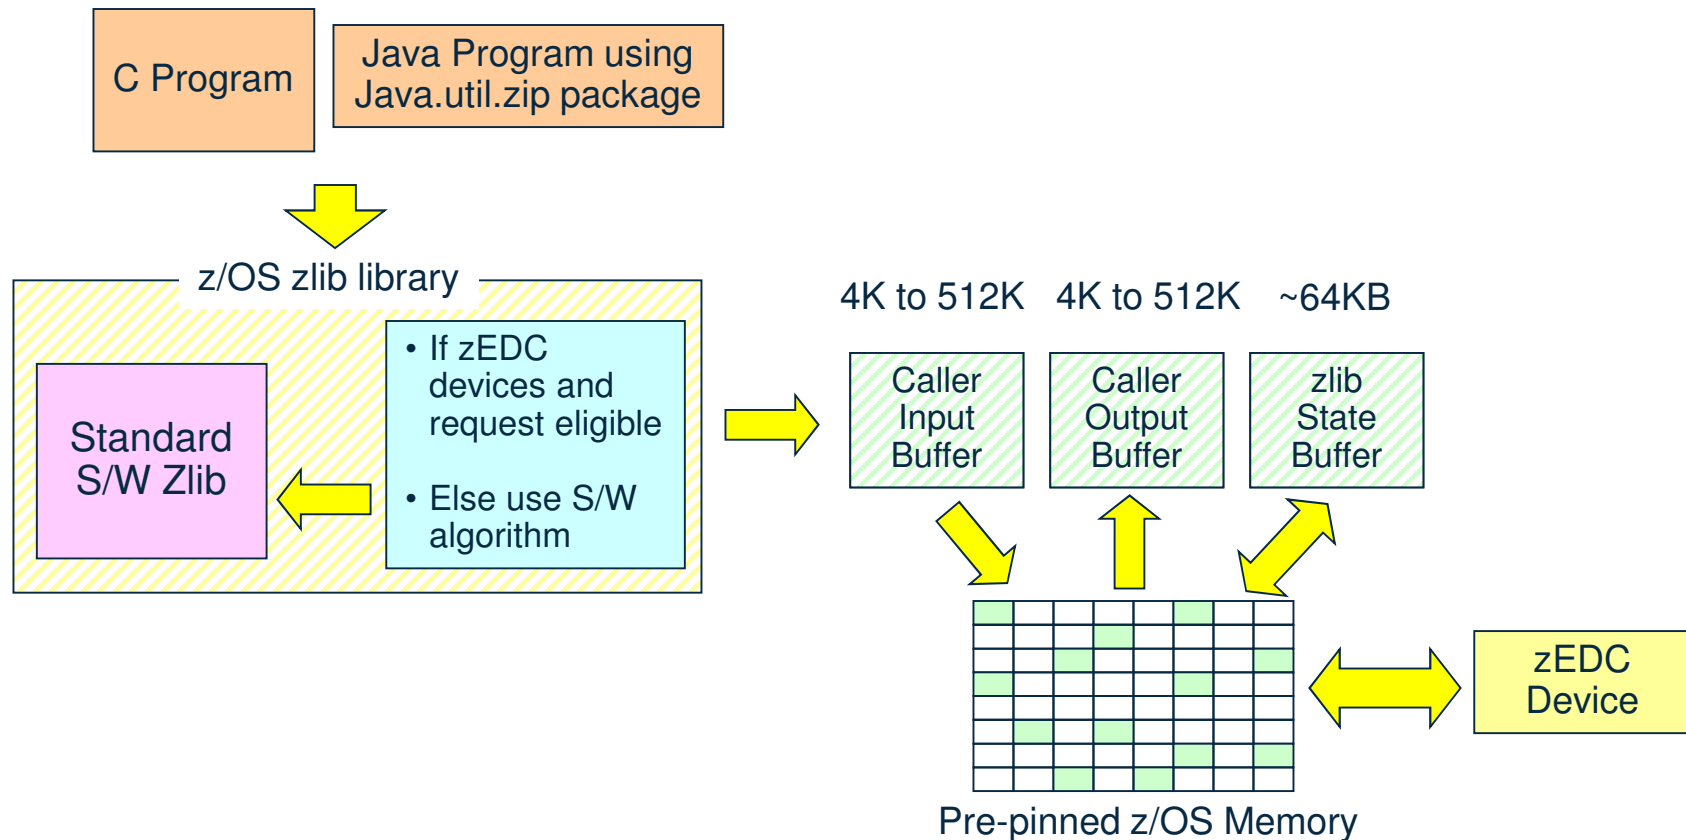 C Program
Java Program using
Java.util.zip package
z/OS zlib library
Standard
S/W Zlib
• If zEDC
devices and
request eligible
• Else use S/W
algorithm
4K to 512K
4K to 512K
~64KB
Caller
Input
Buffer
Caller
Output
Buffer
zlib
State
Buffer
zEDC
Device
Pre-pinned z/OS Memory